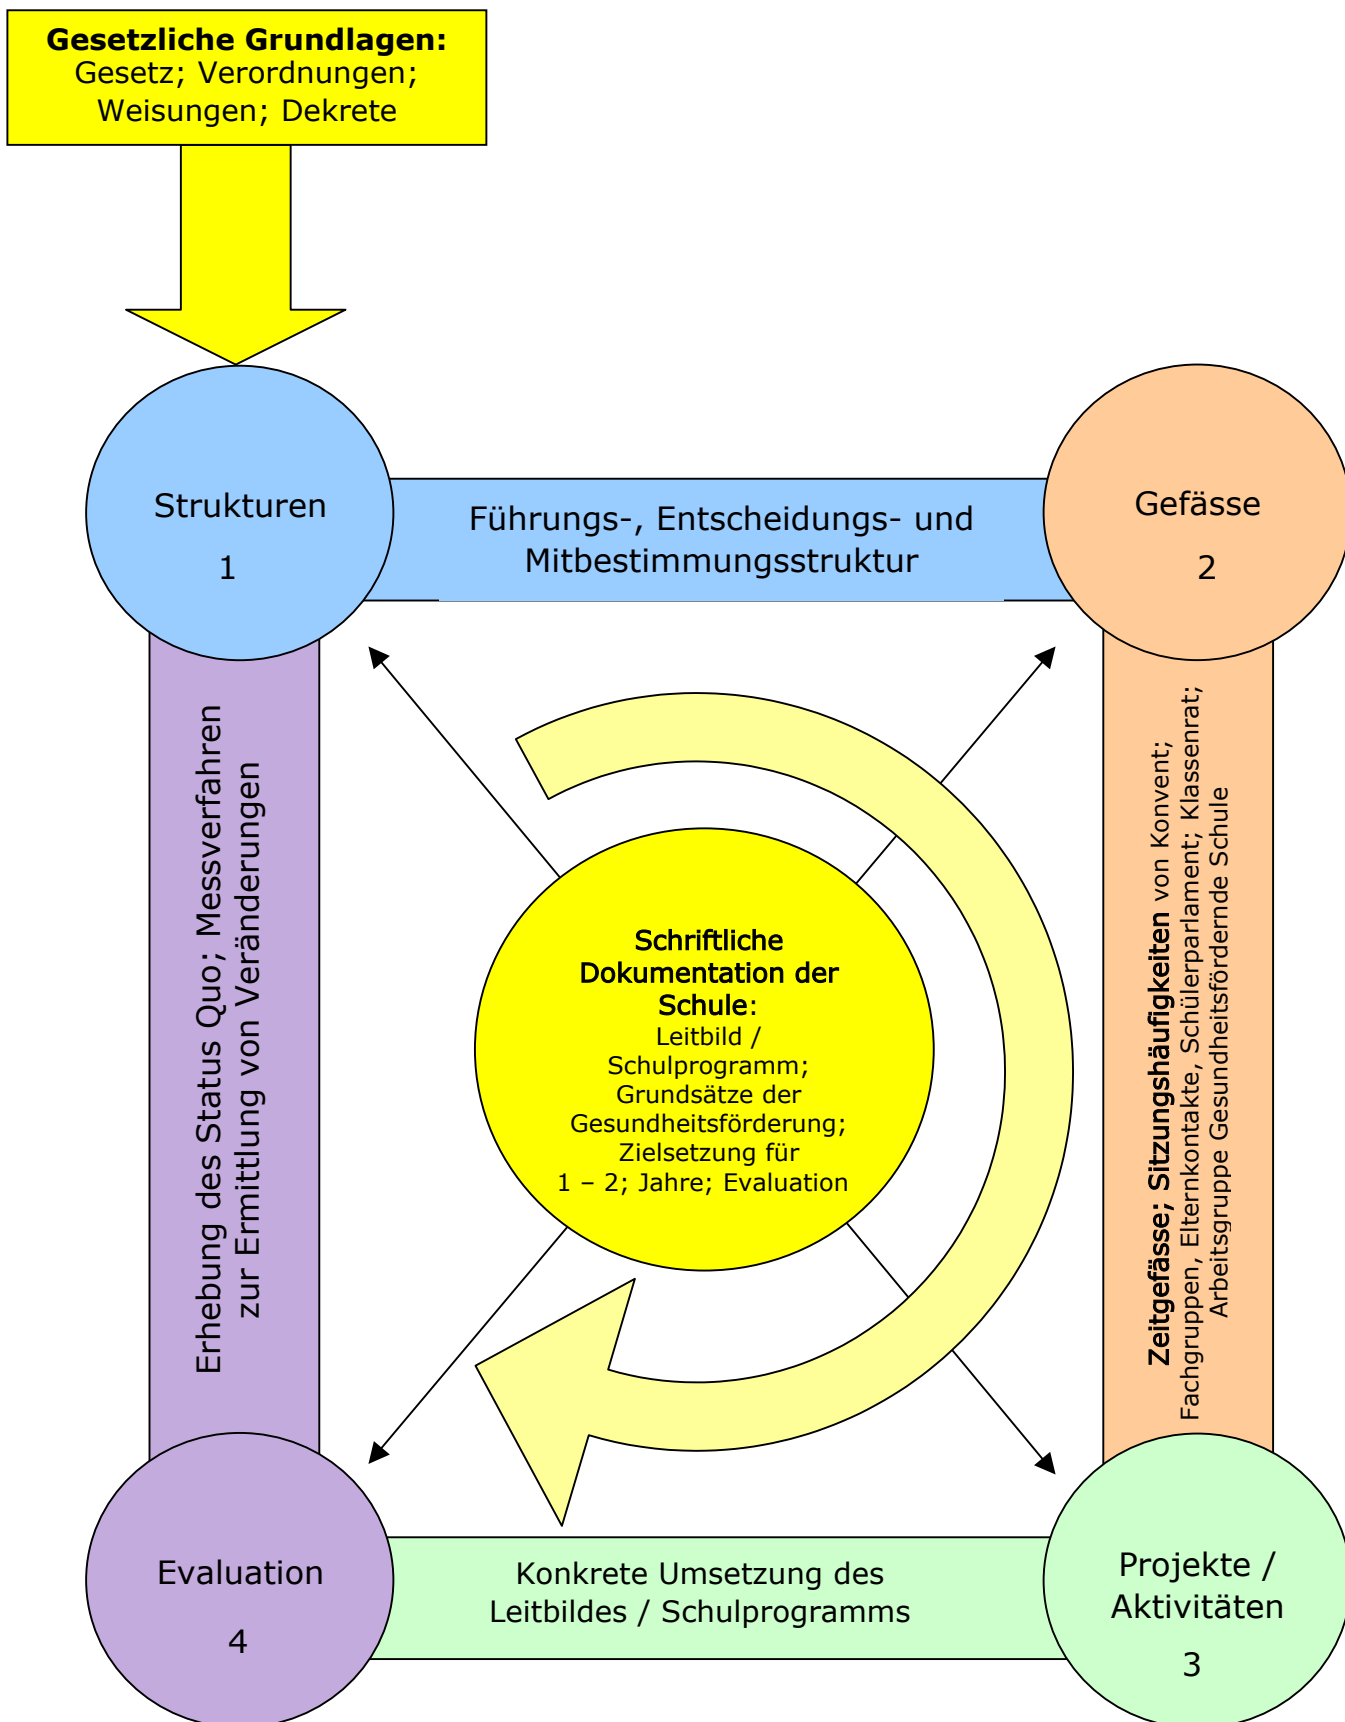 Gesetzliche Grundlagen:
Gesetz; Verordnungen;
Weisungen; Dekrete
Strukturen
1
Führungs-, Entscheidungs- und
Mitbestimmungsstruktur
Gefässe
2
Erhebung des Status Quo; Messverfahren
zur Ermittlung von Veränderungen
Schriftliche
Dokumentation der
Schule:
Leitbild /
Schulprogramm;
Grundsätze der
Gesundheitsförderung;
Zielsetzung für
1 – 2; Jahre; Evaluation
Zeitgefässe; Sitzungshäufigkeiten von Konvent;
Fachgruppen, Elternkontakte, Schülerparlament; Klassenrat;
Arbeitsgruppe Gesundheitsfördernde Schule
Evaluation
4
Konkrete Umsetzung des
Leitbildes / Schulprogramms
Projekte /
Aktivitäten
3